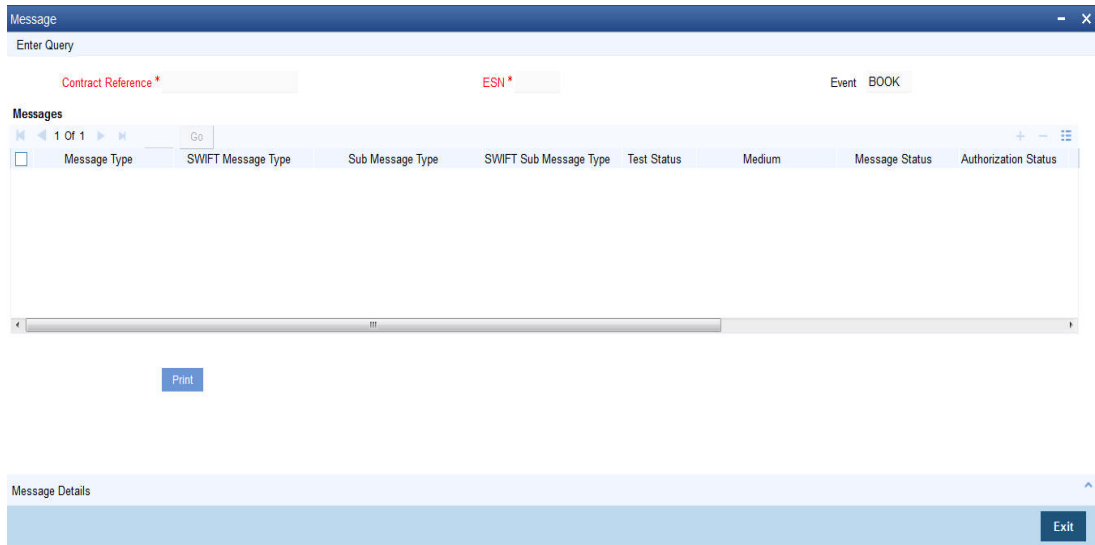 Message
Enter Query
Contract Reference * ESN * Event BOOK
Messages
1 Of 1 Go
Message Type SWIFT Message Type Sub Message Type SWIFT Sub Message Type Test Status Medium Message Status Authorization Status
Print
Message Details
Exit